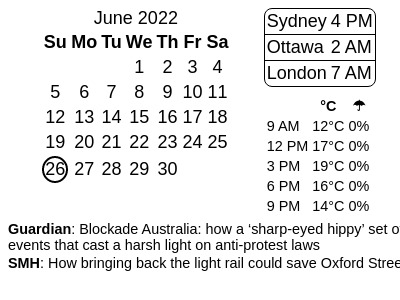 June 2022
Su Mo Tu We Th Fr Sa
1 2 3 4
5 6 7 8 9 10 11
12 13 14 15 16 17 18
19 20 21 22 23 24 25
26 27 28 29 30
Sydney 4 PM
Ottawa 2 AM
London 7 AM
°C ☂
9 AM 12°C 0%
12 PM 17°C 0%
3 PM 19°C 0%
6 PM 16°C 0%
9 PM 14°C 0%
Guardian: Blockade Australia: how a ‘sharp-eyed hippy’ set o
events that cast a harsh light on anti-protest laws
SMH: How bringing back the light rail could save Oxford Stree